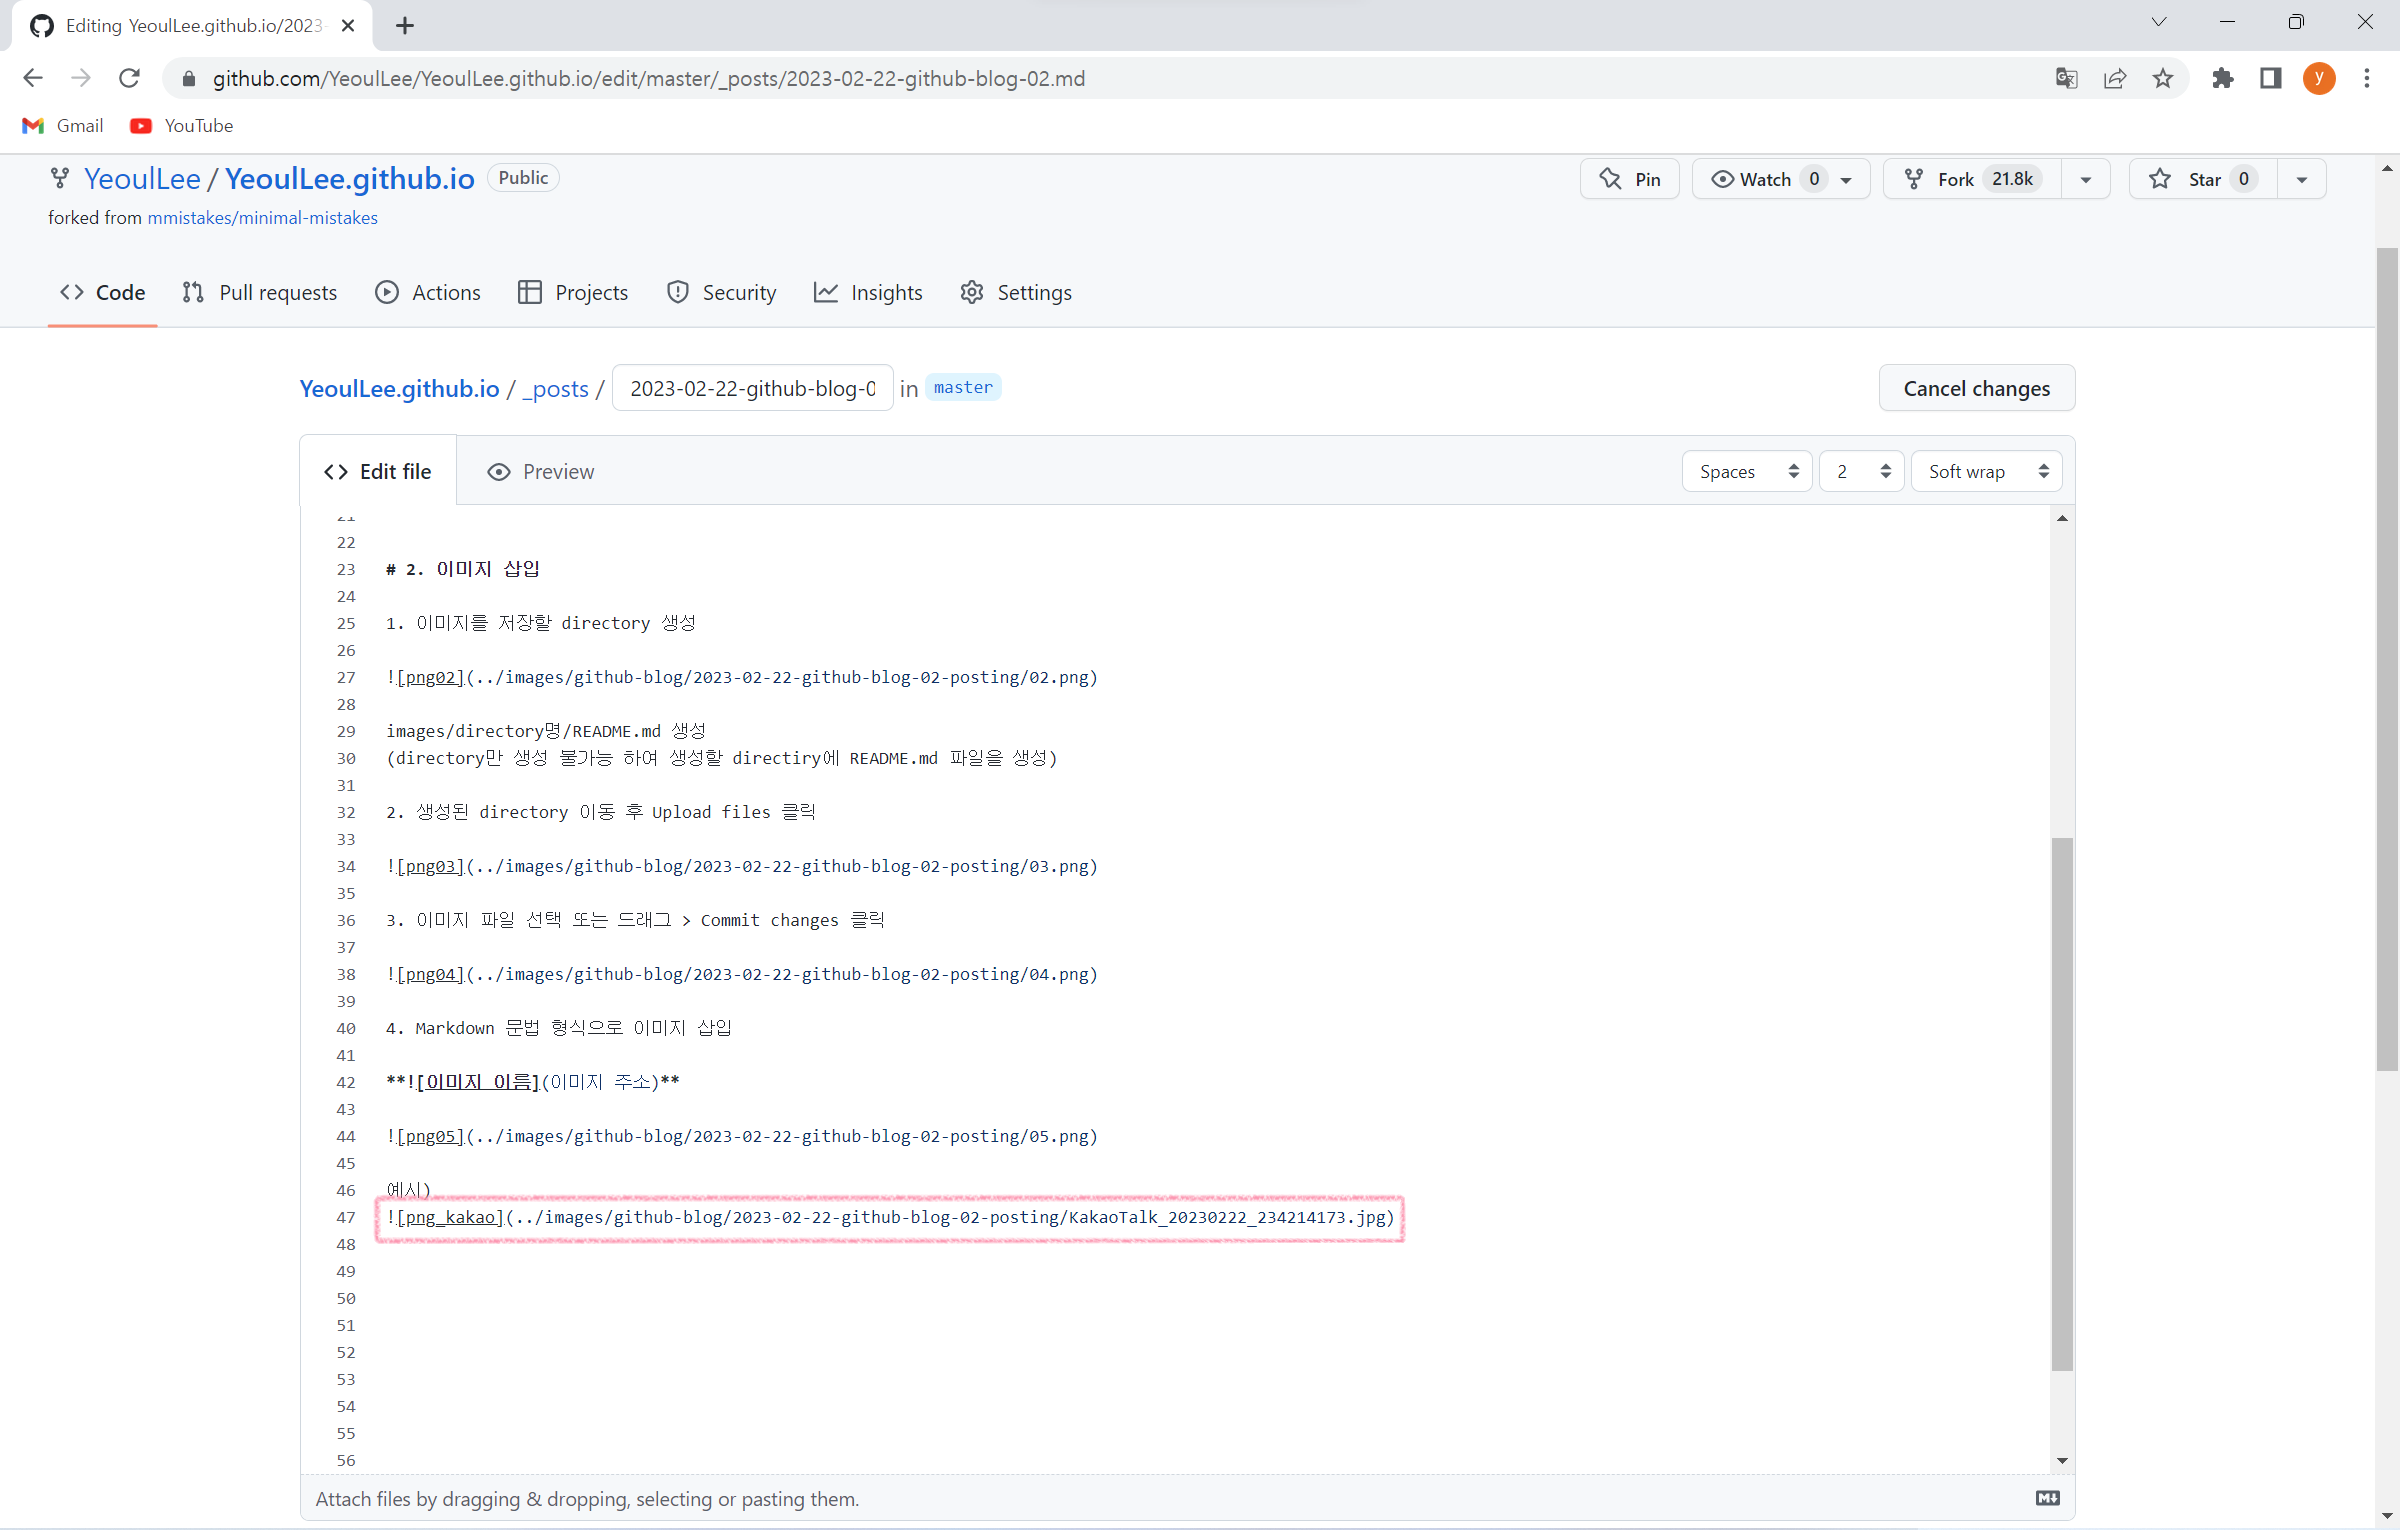 Editing YeoulLee.github.io/2023-
github.com/YeoulLee/YeoulLee.github.io/edit/master/_posts/2023-02-22-github-blog-02.md
y
Gmail YouTube
YeoulLee / YeoulLee.github.io Public
Pin Watch 0 Fork 21.8k Star 0
forked from mmistakes/minimal-mistakes
Code Pull requests Actions Projects Security Insights Settings
YeoulLee.github.io / _posts / 2023-02-22-github-blog-0 in master Cancel changes
Edit file Preview Spaces 2 Soft wrap
21
22
23 # 2. 이미지 삽입
24
25 1. 이미지를 저장할 directory 생성
26
27 ![png02](../images/github-blog/2023-02-22-github-blog-02-posting/02.png)
28
29 images/directory명/README.md 생성
30 (directory만 생성 불가능 하여 생성할 directiry에 README.md 파일을 생성)
31
32 2. 생성된 directory 이동 후 Upload files 클릭
33
34 ![png03](../images/github-blog/2023-02-22-github-blog-02-posting/03.png)
35
36 3. 이미지 파일 선택 또는 드래그 > Commit changes 클릭
37
38 ![png04](../images/github-blog/2023-02-22-github-blog-02-posting/04.png)
39
40 4. Markdown 문법 형식으로 이미지 삽입
41
42 **![이미지 이름](이미지 주소)**
43
44 ![png05](../images/github-blog/2023-02-22-github-blog-02-posting/05.png)
45
46 예시)
47 ![png_kakao](../images/github-blog/2023-02-22-github-blog-02-posting/KakaoTalk_20230222_234214173.jpg)
48
49
50
51
52
53
54
55
56
Attach files by dragging & dropping, selecting or pasting them.